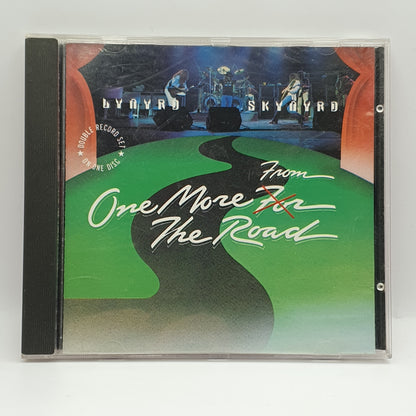 LYNYRD SKYNYRD
★ DOUBLE RECORD SET ★
ON ONE DISC
From
One More For
The Road